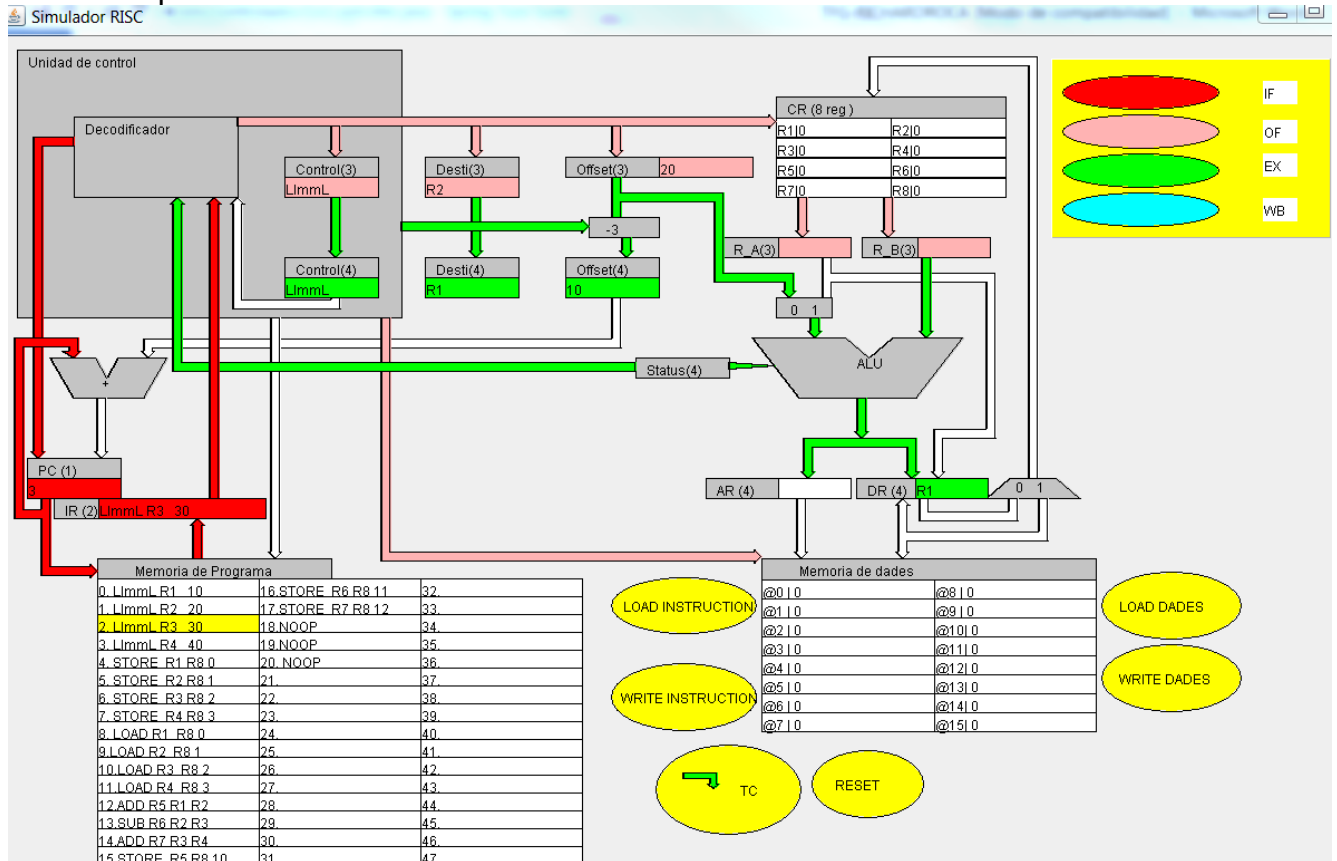 Simulador RISC
Unidad de control
Decodificador
Control(3)
LImmL
Desti(3)
R2
Offset(3)
20
CR (8 reg )
R1|0
R2|0
R3|0
R4|0
R5|0
R6|0
R7|0
R8|0
IF
OF
EX
WB
-3
R_A(3)
R_B(3)
Control(4)
LImmL
Desti(4)
R1
Offset(4)
10
0 1
+
Status(4)
ALU
PC (1)
3
IR (2)
LImmL R3 30
AR (4)
DR (4)
R1
0 1
Memoria de Programa
0. LImmL R1 10
1. LImmL R2 20
2. LImmL R3 30
3. LImmL R4 40
4. STORE R1 R8 0
5. STORE R2 R8 1
6. STORE R3 R8 2
7. STORE R4 R8 3
8. LOAD R1 R8 0
9.LOAD R2 R8 1
10.LOAD R3 R8 2
11.LOAD R4 R8 3
12.ADD R5 R1 R2
13.SUB R6 R2 R3
14.ADD R7 R3 R4
15.STORE R5 R8 10
16.STORE R6 R8 11
17.STORE R7 R8 12
18.NOOP
19.NOOP
20. NOOP
21.
22.
23.
24.
25.
26.
27.
28.
29.
30.
31.
32.
33.
34.
35.
36.
37.
38.
39.
40.
41.
42.
43.
44.
45.
46.
47.
LOAD INSTRUCTION
WRITE INSTRUCTION
Memoria de dades
@0 | 0
@1 | 0
@2 | 0
@3 | 0
@4 | 0
@5 | 0
@6 | 0
@7 | 0
@8 | 0
@9 | 0
@10| 0
@11| 0
@12| 0
@13| 0
@14| 0
@15| 0
LOAD DADES
WRITE DADES
TC
RESET